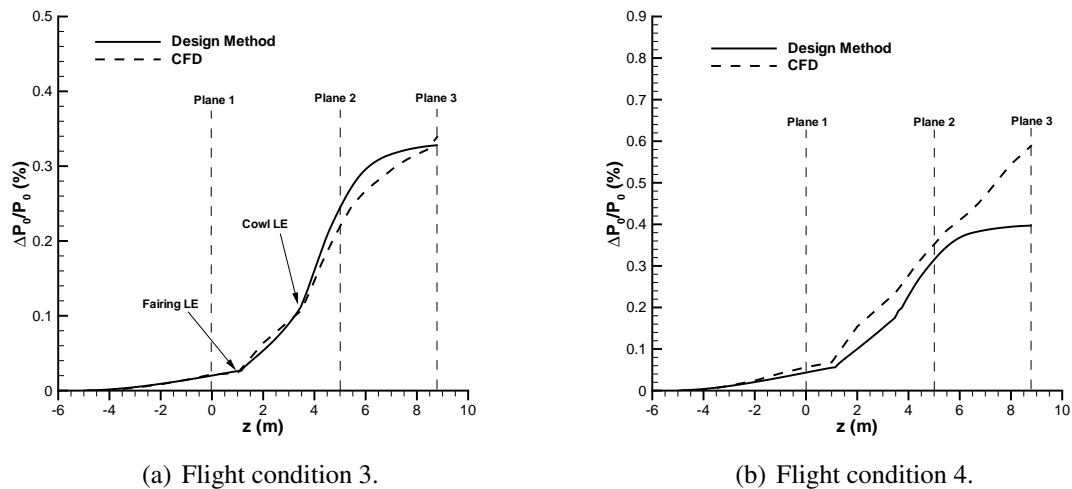 0.5
0.4
0.3
0.2
0.1
0
ΔP₀/P₀ (%)
Design Method
CFD
Plane 1
Plane 2
Plane 3
Cowl LE
Fairing LE
-6 -4 -2 0 2 4 6 8 10
z (m)
(a) Flight condition 3.
0.9
0.8
0.7
0.6
0.5
0.4
0.3
0.2
0.1
0
ΔP₀/P₀ (%)
Design Method
CFD
Plane 1
Plane 2
Plane 3
-6 -4 -2 0 2 4 6 8 10
z (m)
(b) Flight condition 4.